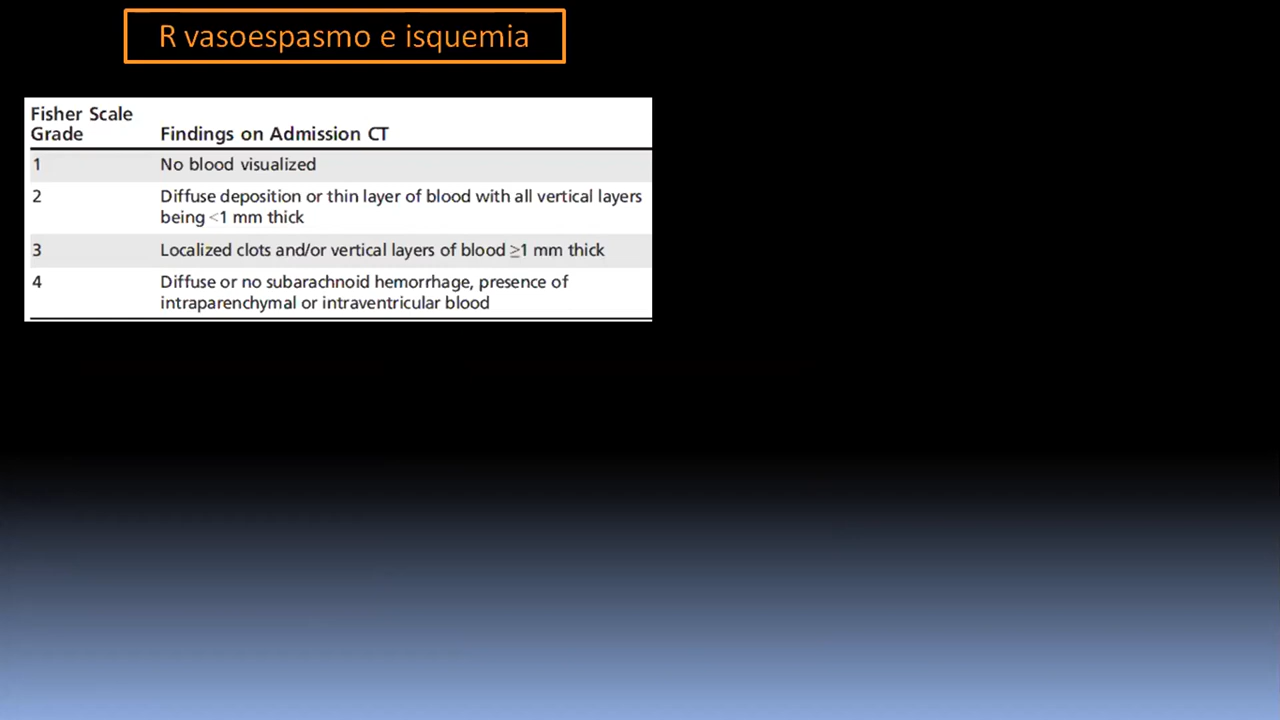 R vasoespasmo e isquemia
Fisher Scale
Grade Findings on Admission CT
1 No blood visualized
2 Diffuse deposition or thin layer of blood with all vertical layers
being <1 mm thick
3 Localized clots and/or vertical layers of blood ≥1 mm thick
4 Diffuse or no subarachnoid hemorrhage, presence of
intraparenchymal or intraventricular blood